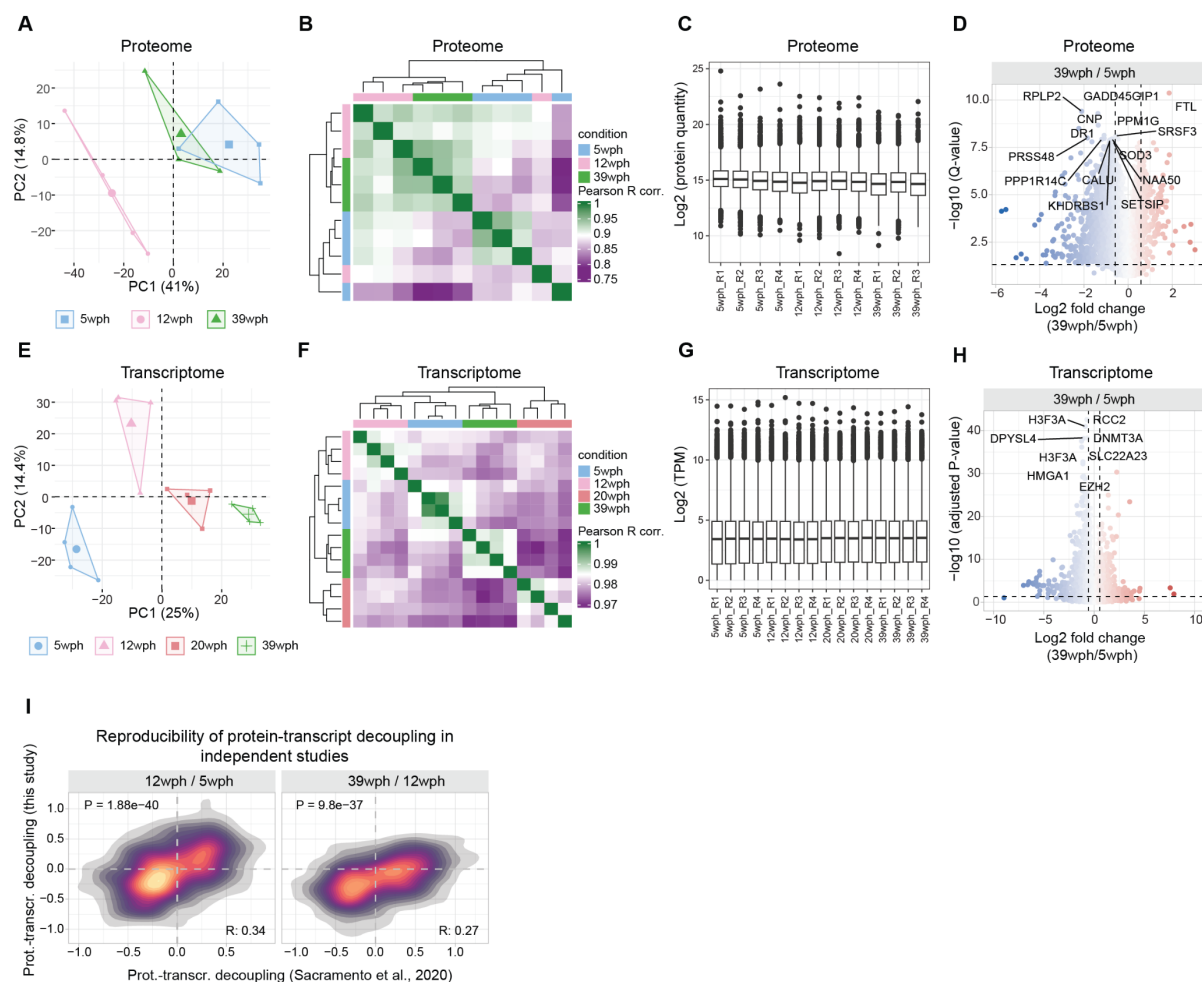 A
Proteome
PC2 (14.8%)
20
10
0
−10
−20
−40
−20
0
20
PC1 (41%)
5wph
12wph
39wph
B
Proteome
condition
5wph
12wph
39wph
Pearson R corr.
1
0.95
0.9
0.85
0.8
0.75
C
Proteome
Log2 (protein quantity)
25
20
15
10
5wph_R1
5wph_R2
5wph_R3
5wph_R4
12wph_R1
12wph_R2
12wph_R3
12wph_R4
39wph_R1
39wph_R2
39wph_R3
D
Proteome
39wph / 5wph
−log10 (Q-value)
10.0
7.5
5.0
2.5
RPLP2
GADD45GIP1
FTL
CNP
PPM1G
DR1
SRSF3
PRSS48
SOD3
PPP1R14C
CALU
NAA50
KHDRBS1
SETSIP
−6
−4
−2
0
2
Log2 fold change
(39wph/5wph)
E
Transcriptome
PC2 (14.4%)
30
20
10
0
−10
−20
−20
0
20
PC1 (25%)
5wph
12wph
20wph
39wph
F
Transcriptome
condition
5wph
12wph
20wph
39wph
Pearson R corr.
1
0.99
0.98
0.97
G
Transcriptome
Log2 (TPM)
15
10
5
0
5wph_R1
5wph_R2
5wph_R3
5wph_R4
12wph_R1
12wph_R2
12wph_R3
12wph_R4
20wph_R1
20wph_R2
20wph_R3
20wph_R4
39wph_R1
39wph_R2
39wph_R3
39wph_R4
H
Transcriptome
39wph / 5wph
−log10 (adjusted P-value)
40
30
20
10
0
H3F3A
RCC2
DPYSL4
DNMT3A
H3F3A
SLC22A23
HMGA1
EZH2
−10
−5
0
5
10
Log2 fold change
(39wph/5wph)
I
Reproducibility of protein-transcript decoupling in
independent studies
12wph / 5wph
39wph / 12wph
Prot.-transcr. decoupling (this study)
1.0
0.5
0.0
−0.5
−1.0
P = 1.88e−40
P = 9.8e−37
R: 0.34
R: 0.27
−1.0
−0.5
0.0
0.5
−0.5
0.0
0.5
1.0
Prot.-transcr. decoupling (Sacramento et al., 2020)